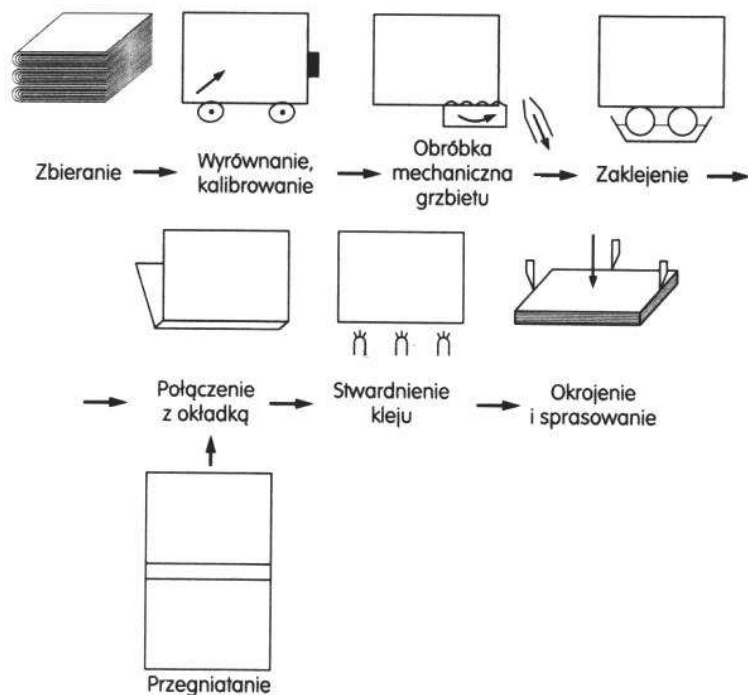 Zbieranie
Wyrównanie,
kalibrowanie
Obróbka
mechaniczna
grzbietu
Zaklejenie
Połączenie
z okładką
Stwardnienie
kleju
Okrojenie
i sprasowanie
Przegniatanie